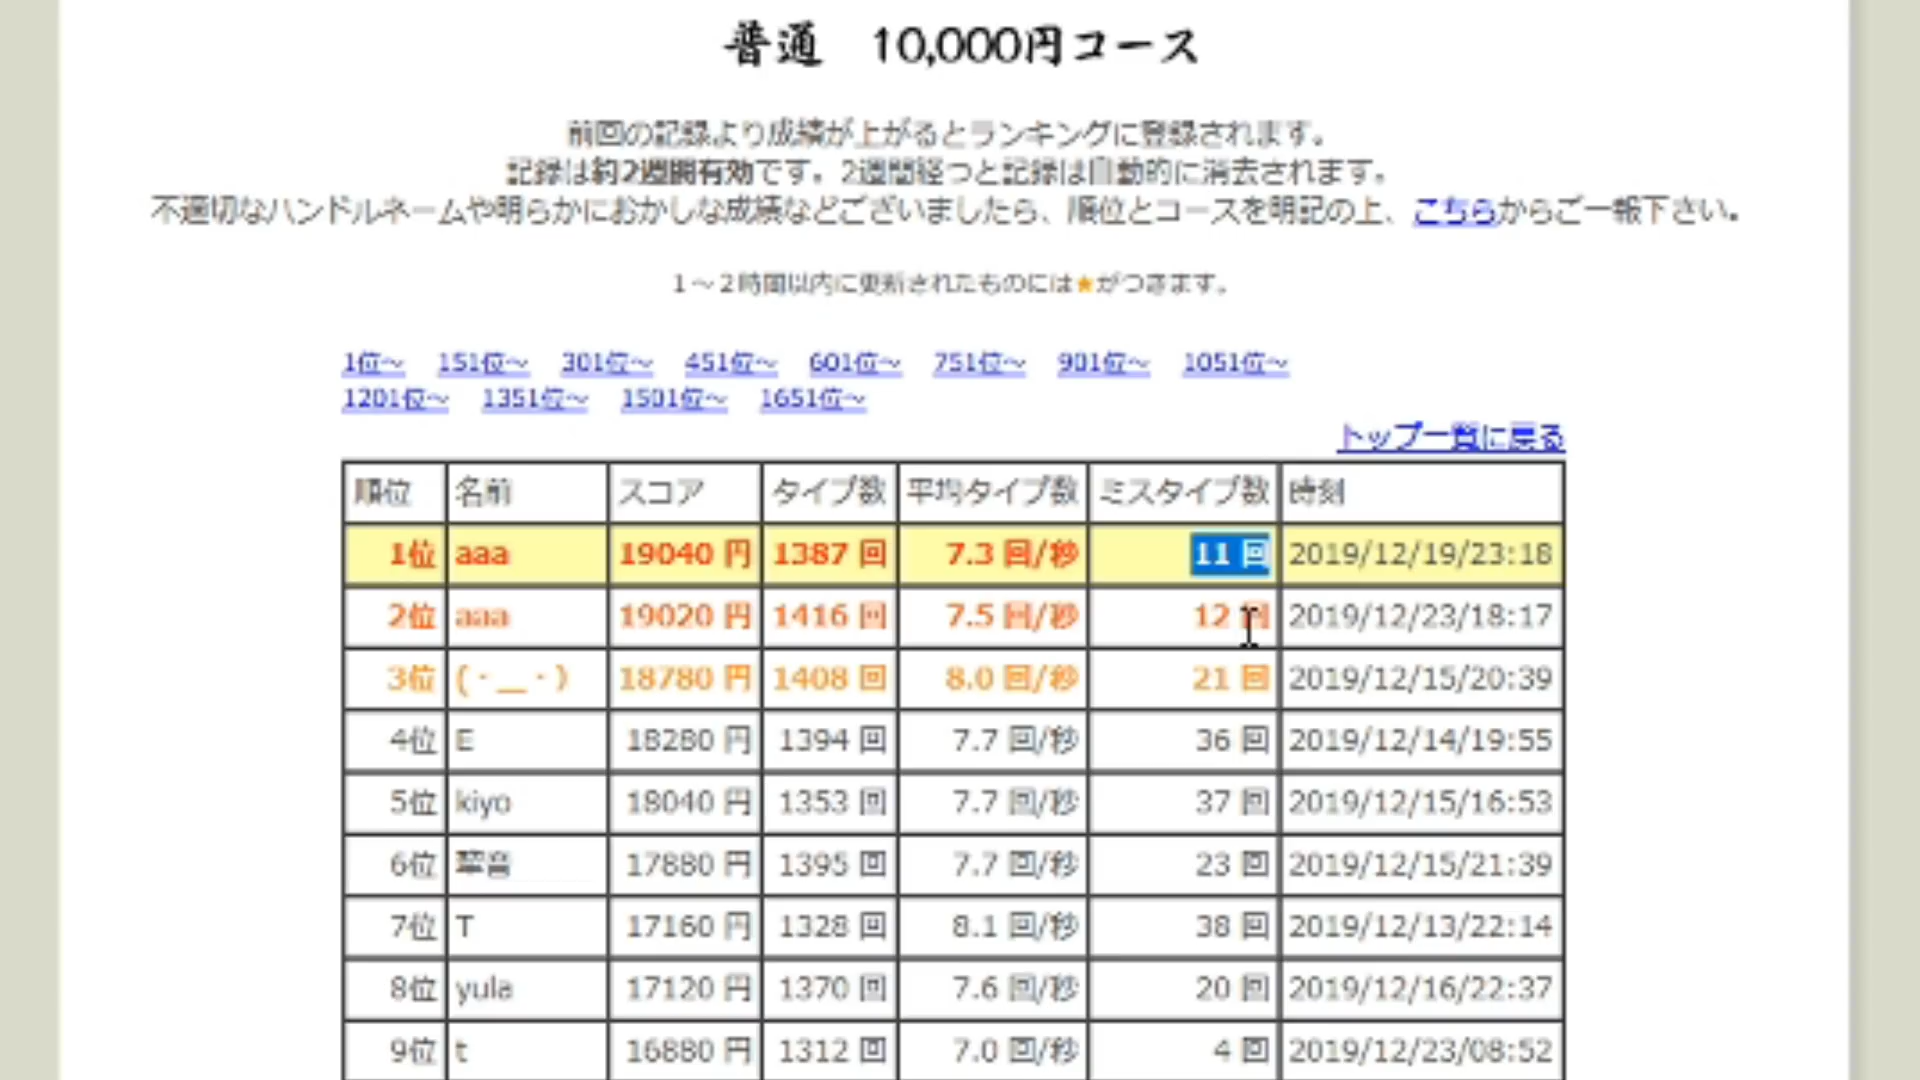 普通　10,000円コース
前回の記録より成績が上がるとランキングに登録されます。
記録は約2週間有効です。2週間経つと記録は自動的に消去されます。
不適切なハンドルネームや明らかにおかしな成績などございましたら、順位とコースを明記の上、こちらからご一報下さい。
1～2時間以内に更新されたものには★がつきます。
1位～ 151位～ 301位～ 451位～ 601位～ 751位～ 901位～ 1051位～
1201位～ 1351位～ 1501位～ 1651位～
トップ一覧に戻る
順位 名前 スコア タイプ数 平均タイプ数 ミスタイプ数 時刻
1位 aaa 19040 円 1387 回 7.3 回/秒 11 回 2019/12/19/23:18
2位 aaa 19020 円 1416 回 7.5 回/秒 12 回 2019/12/23/18:17
3位 (・__・) 18780 円 1408 回 8.0 回/秒 21 回 2019/12/15/20:39
4位 E 18280 円 1394 回 7.7 回/秒 36 回 2019/12/14/19:55
5位 kiyo 18040 円 1353 回 7.7 回/秒 37 回 2019/12/15/16:53
6位 17880 円 1395 回 7.7 回/秒 23 回 2019/12/15/21:39
7位 T 17160 円 1328 回 8.1 回/秒 38 回 2019/12/13/22:14
8位 yula 17120 円 1370 回 7.6 回/秒 20 回 2019/12/16/22:37
9位 t 16880 円 1312 回 7.0 回/秒 4 回 2019/12/23/08:52